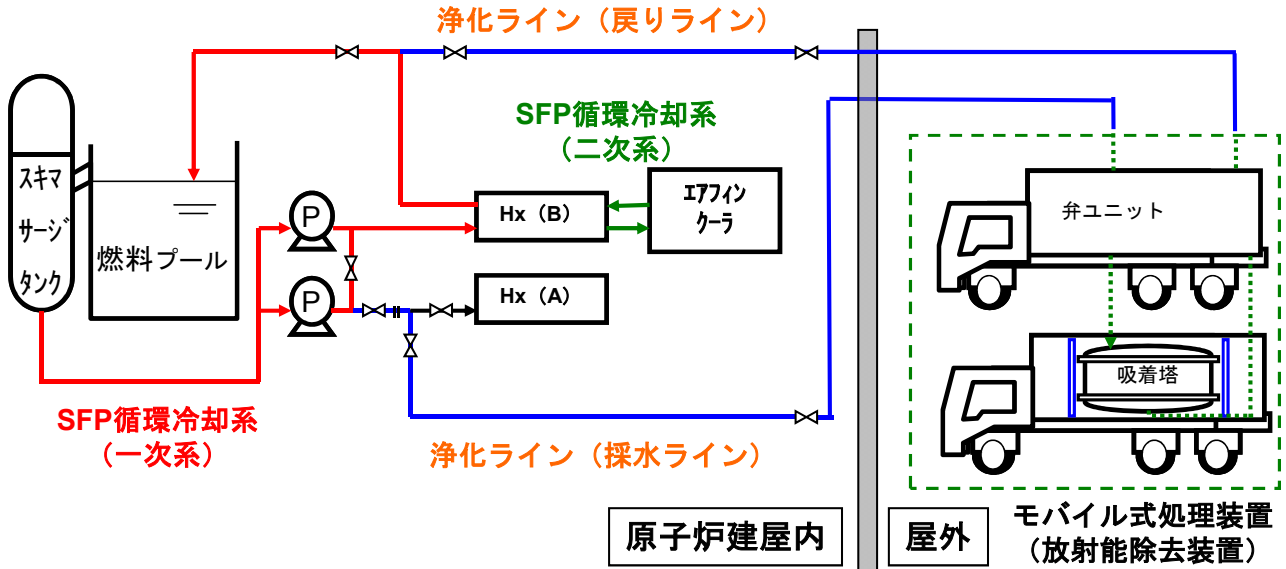 浄化ライン（戻りライン）
SFP循環冷却系
（二次系）
スキマ
サージ
タンク
燃料プール
P
P
Hx（B）
Hx（A）
エアフィン
クーラ
弁ユニット
吸着塔
SFP循環冷却系
（一次系）
浄化ライン（採水ライン）
原子炉建屋内
屋外
モバイル式処理装置
（放射能除去装置）